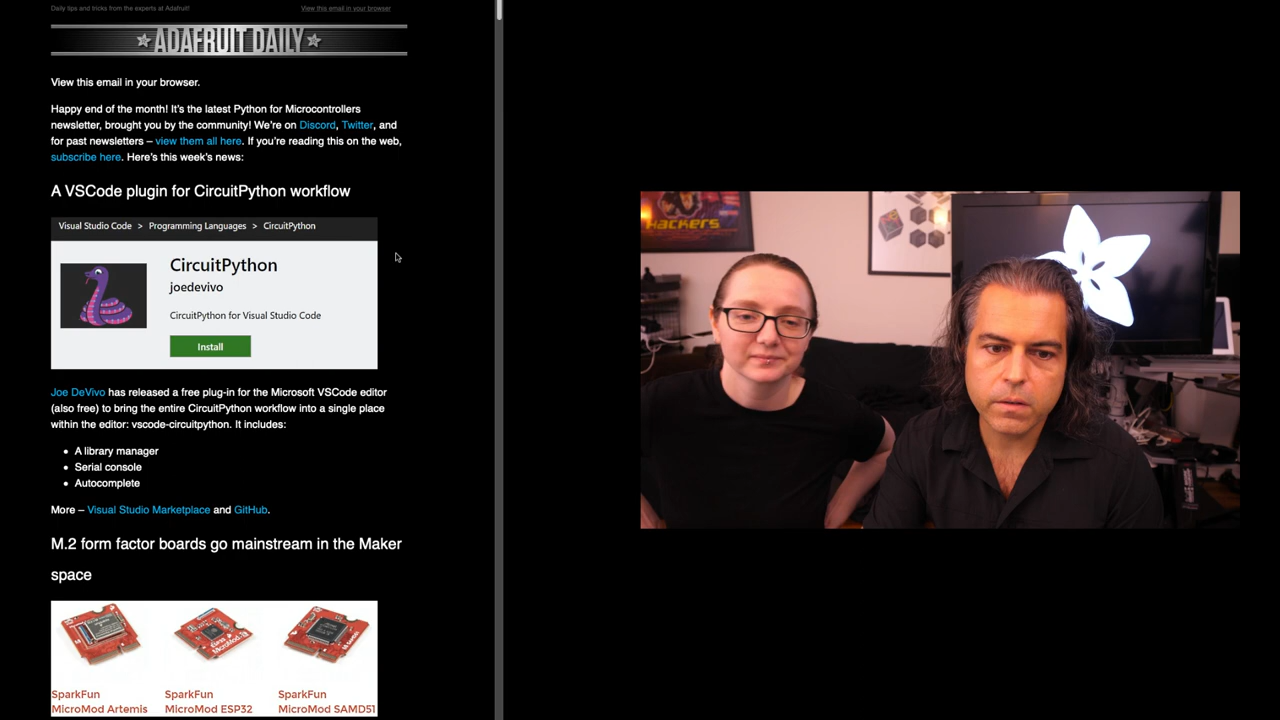 Daily tips and tricks from the experts at Adafruit!
View this email in your browser
ADAFRUIT DAILY
View this email in your browser.
Happy end of the month! It's the latest Python for Microcontrollers
newsletter, brought you by the community! We're on Discord, Twitter, and
for past newsletters – view them all here. If you're reading this on the web,
subscribe here. Here's this week's news:
A VSCode plugin for CircuitPython workflow
Visual Studio Code > Programming Languages > CircuitPython
CircuitPython
joedevivo
CircuitPython for Visual Studio Code
Install
Joe DeVivo has released a free plug-in for the Microsoft VSCode editor
(also free) to bring the entire CircuitPython workflow into a single place
within the editor: vscode-circuitpython. It includes:
• A library manager
• Serial console
• Autocomplete
More – Visual Studio Marketplace and GitHub.
M.2 form factor boards go mainstream in the Maker
space
SparkFun
MicroMod Artemis
SparkFun
MicroMod ESP32
SparkFun
MicroMod SAMD51
HACKERS